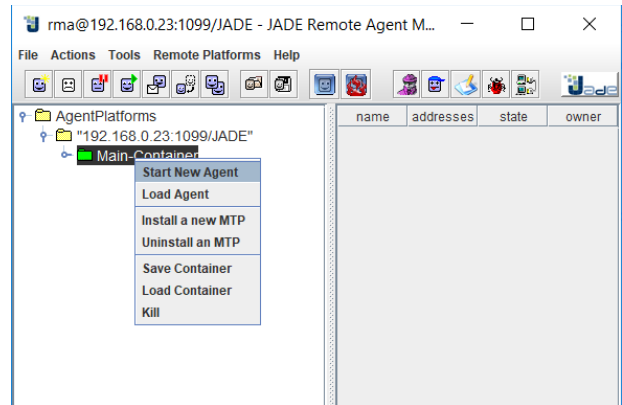 rma@192.168.0.23:1099/JADE - JADE Remote Agent M...
File Actions Tools Remote Platforms Help
Jade
AgentPlatforms
"192.168.0.23:1099/JADE"
Main-Container
name addresses state owner
Start New Agent
Load Agent
Install a new MTP
Uninstall an MTP
Save Container
Load Container
Kill